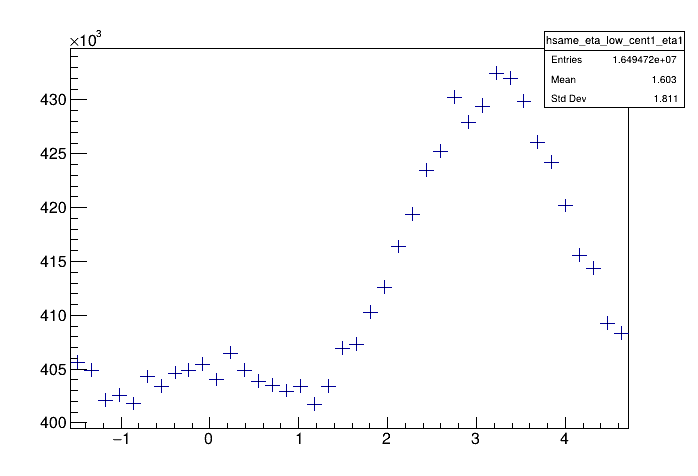 ×10³
hsame_eta_low_cent1_eta1
Entries 1.649472e+07
Mean 1.603
Std Dev 1.811
430
425
420
415
410
405
400
−1 0 1 2 3 4